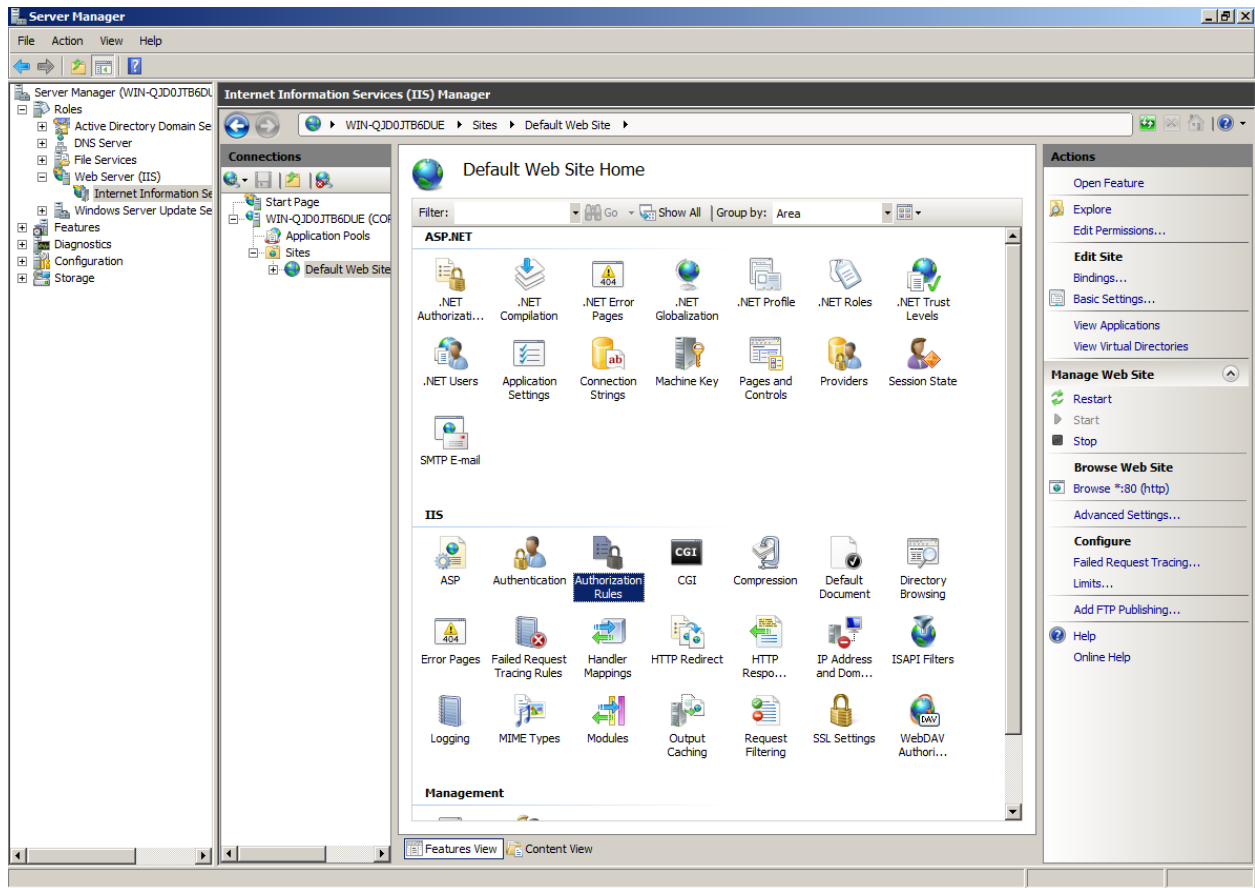 Server Manager
File Action View Help
Server Manager (WIN-QJD0JTB6DU
Roles
Active Directory Domain Se
DNS Server
File Services
Web Server (IIS)
Internet Information Se
Windows Server Update Se
Features
Diagnostics
Configuration
Storage
Internet Information Services (IIS) Manager
WIN-QJD0JTB6DUE Sites Default Web Site
Connections
Start Page
WIN-QJD0JTB6DUE (COR
Application Pools
Sites
Default Web Site
Default Web Site Home
Filter: Go Show All Group by: Area
ASP.NET
.NET Authorizati...
.NET Compilation
.NET Error Pages
.NET Globalization
.NET Profile
.NET Roles
.NET Trust Levels
.NET Users
Application Settings
Connection Strings
Machine Key
Pages and Controls
Providers
Session State
SMTP E-mail
IIS
ASP
Authentication
Authorization Rules
CGI
Compression
Default Document
Directory Browsing
Error Pages
Failed Request Tracing Rules
Handler Mappings
HTTP Redirect
HTTP Respo...
IP Address and Dom...
ISAPI Filters
Logging
MIME Types
Modules
Output Caching
Request Filtering
SSL Settings
WebDAV Authori...
Management
Features View Content View
Actions
Open Feature
Explore
Edit Permissions...
Edit Site
Bindings...
Basic Settings...
View Applications
View Virtual Directories
Manage Web Site
Restart
Start
Stop
Browse Web Site
Browse *:80 (http)
Advanced Settings...
Configure
Failed Request Tracing...
Limits...
Add FTP Publishing...
Help
Online Help
404
ab
CGI
404
DAV